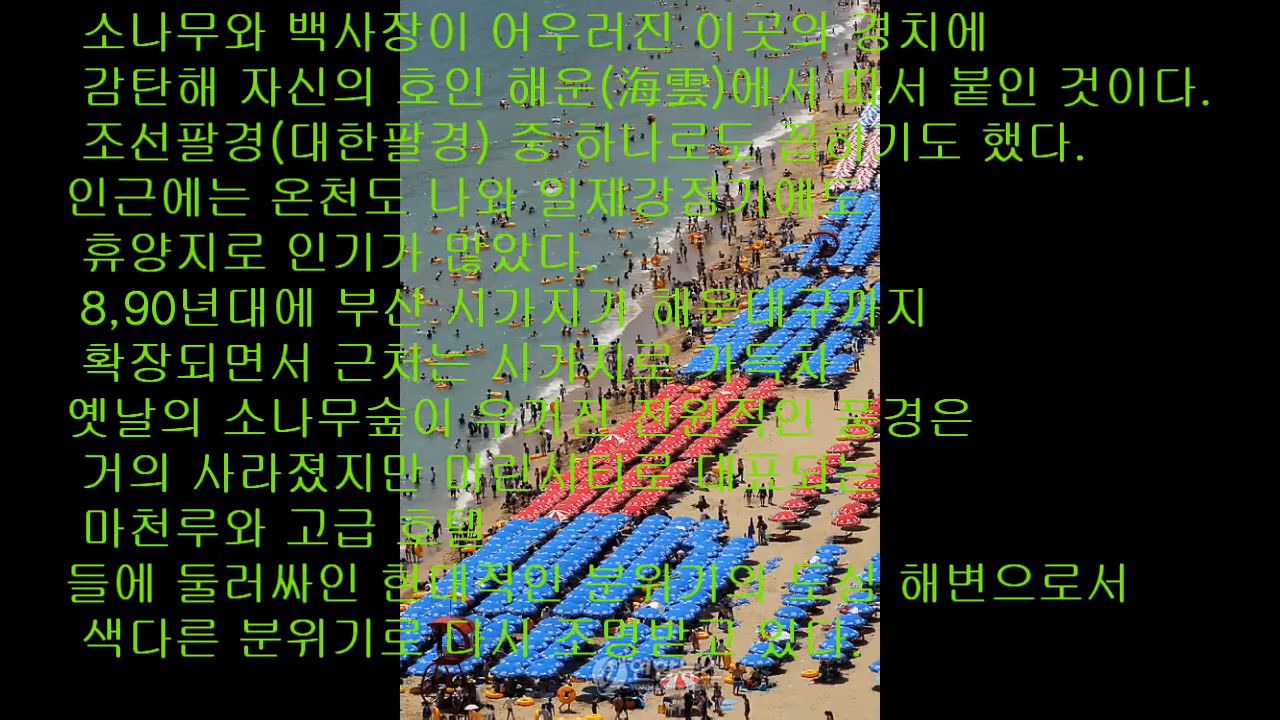 소나무와 백사장이 어우러진 이곳의 경치에
감탄해 자신의 호인 해운(海雲)에서 따서 붙인 것이다.
조선팔경(대한팔경) 중 하나로도 꼽히기도 했다.
인근에는 온천도 나와 일제강점기에도
휴양지로 인기가 많았다.
8,90년대에 부산 시가지가 해운대구까지
확장되면서 근처는 시가지로 가득차
옛날의 소나무숲이 우거진 전원적인 풍경은
거의 사라졌지만 마린시티로 대표되는
마천루와 고급 호텔
들에 둘러싸인 현대적인 분위기의 도심 해변으로서
색다른 분위기로 다시 조명받고 있다.
연합뉴스